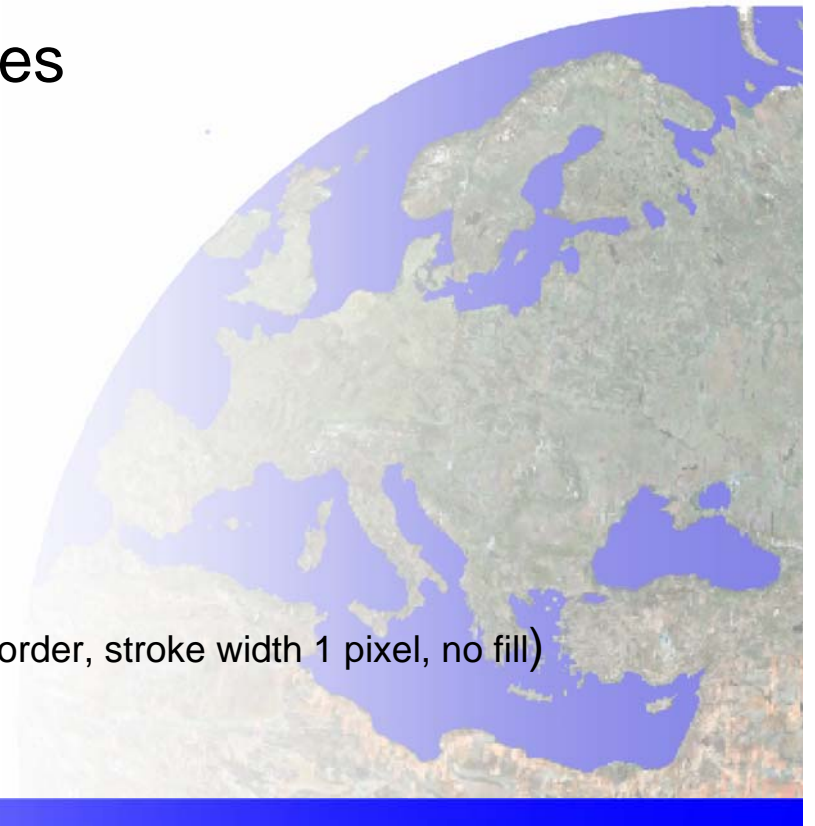 es
order, stroke width 1 pixel, no fill)